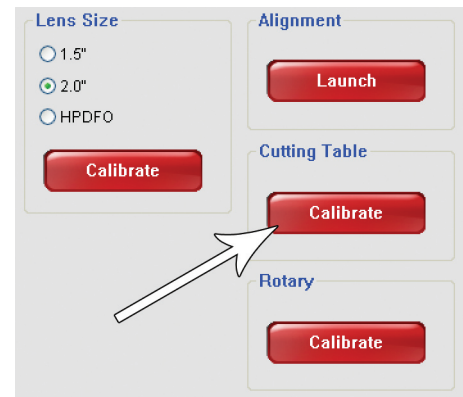 Lens Size
1.5"
2.0"
HPDFO
Calibrate
Alignment
Launch
Cutting Table
Calibrate
Rotary
Calibrate